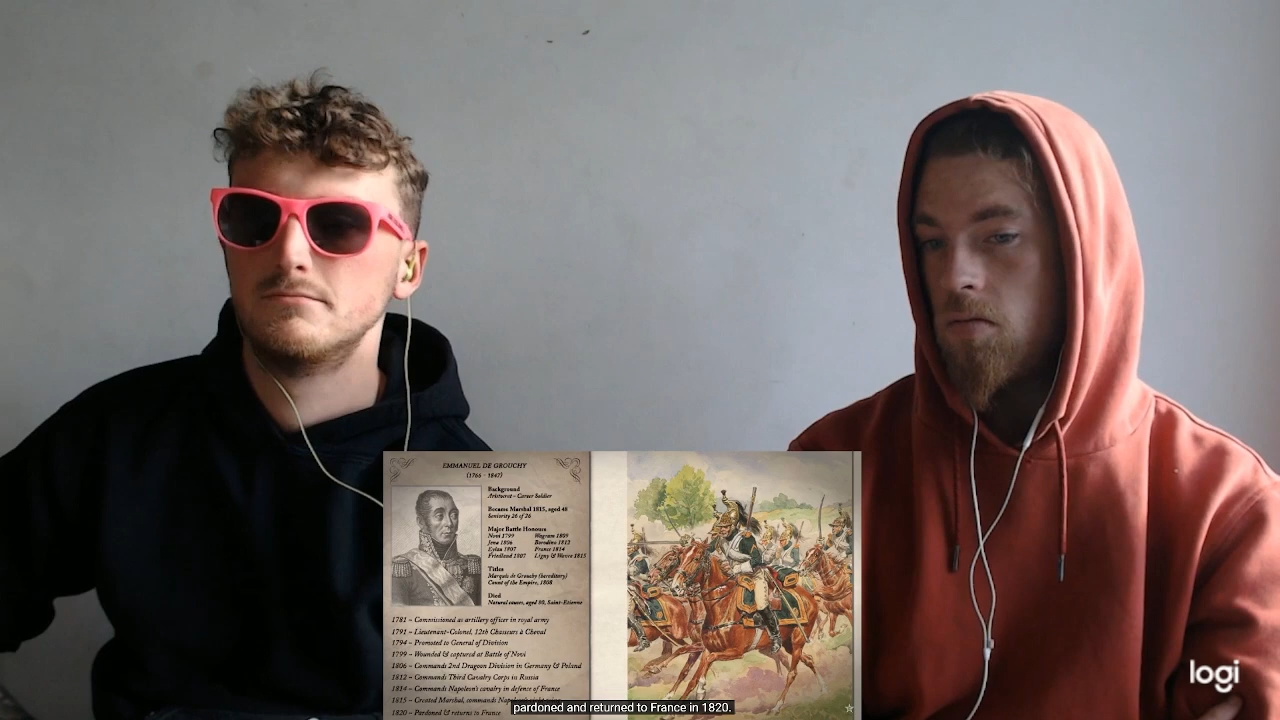 EMMANUEL DE GROUCHY
(1766 - 1847)
Background
Aristocrat - Career Soldier
Became Marshal 1815, aged 48
Seniority 26 of 26
Major Battle Honours
Novi 1799 Wagram 1809
Jena 1806 Borodino 1812
Eylau 1807 France 1814
Friedland 1807 Ligny & Wavre 1815
Titles
Marquis de Grouchy (hereditary)
Count of the Empire, 1808
Died
Natural causes, aged 80, Saint-Etienne
1781 – Commissioned as artillery officer in royal army
1791 – Lieutenant-Colonel, 12th Chasseurs à Cheval
1794 – Promoted to General of Division
1799 – Wounded & captured at Battle of Novi
1806 – Commands 2nd Dragoon Division in Germany & Poland
1812 – Commands Third Cavalry Corps in Russia
1814 – Commands Napoleon's cavalry in defence of France
1815 – Created Marshal, commands Napoleon's right wing
1820 – Pardoned & returns to France
pardoned and returned to France in 1820.
logi